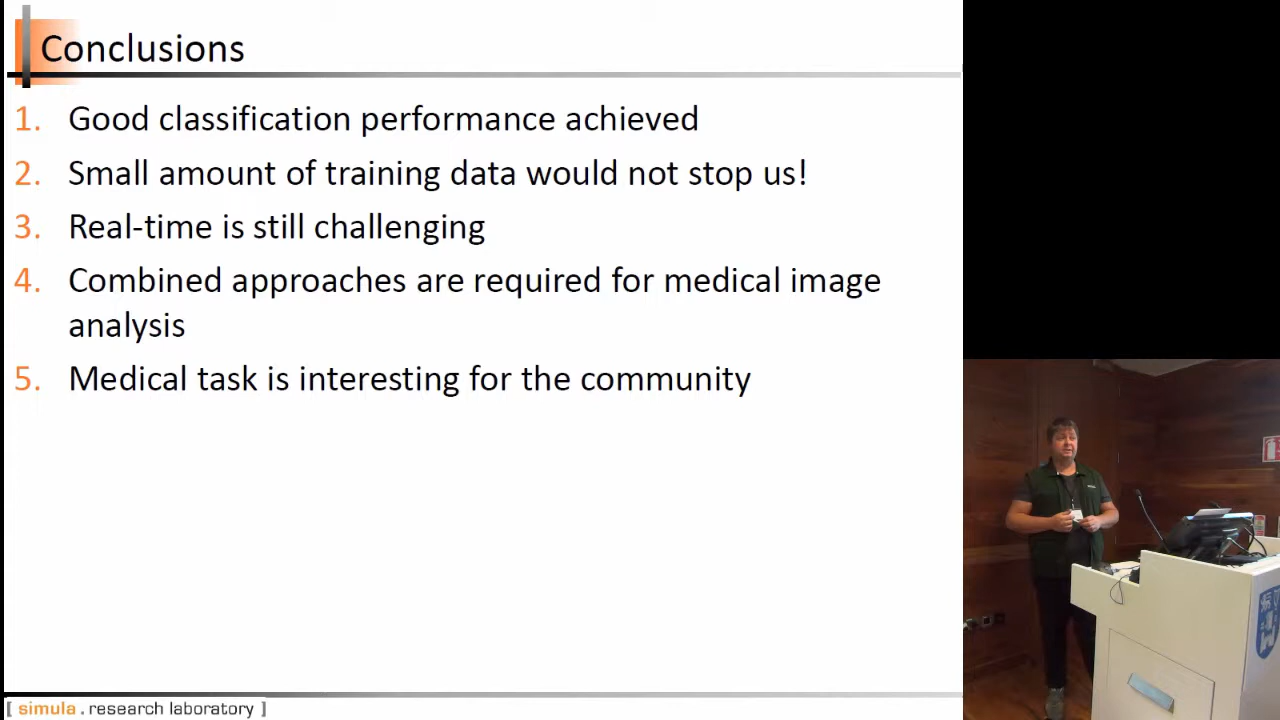 Conclusions
1. Good classification performance achieved
2. Small amount of training data would not stop us!
3. Real-time is still challenging
4. Combined approaches are required for medical image
analysis
5. Medical task is interesting for the community
[ simula . research laboratory ]